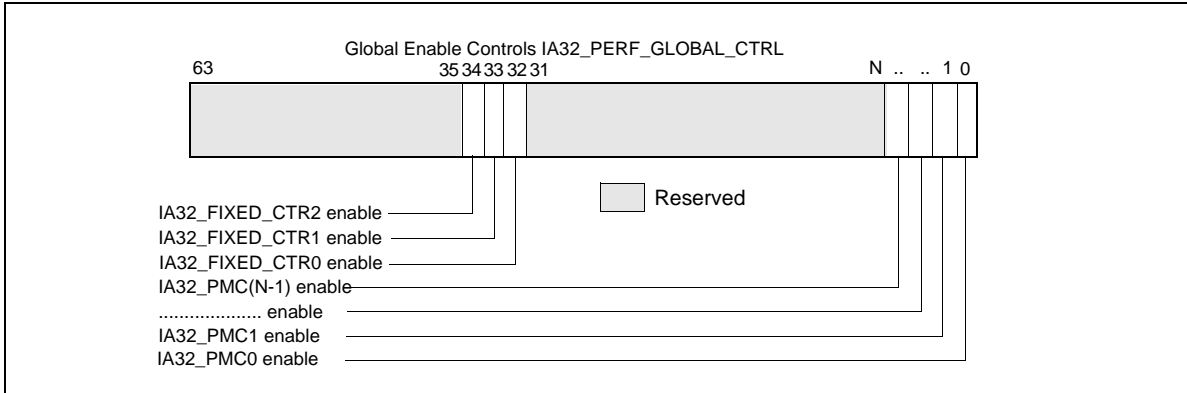 Global Enable Controls IA32_PERF_GLOBAL_CTRL
63 35 34 33 32 31 N .. .. 1 0
Reserved
IA32_FIXED_CTR2 enable
IA32_FIXED_CTR1 enable
IA32_FIXED_CTR0 enable
IA32_PMC(N-1) enable
.................... enable
IA32_PMC1 enable
IA32_PMC0 enable